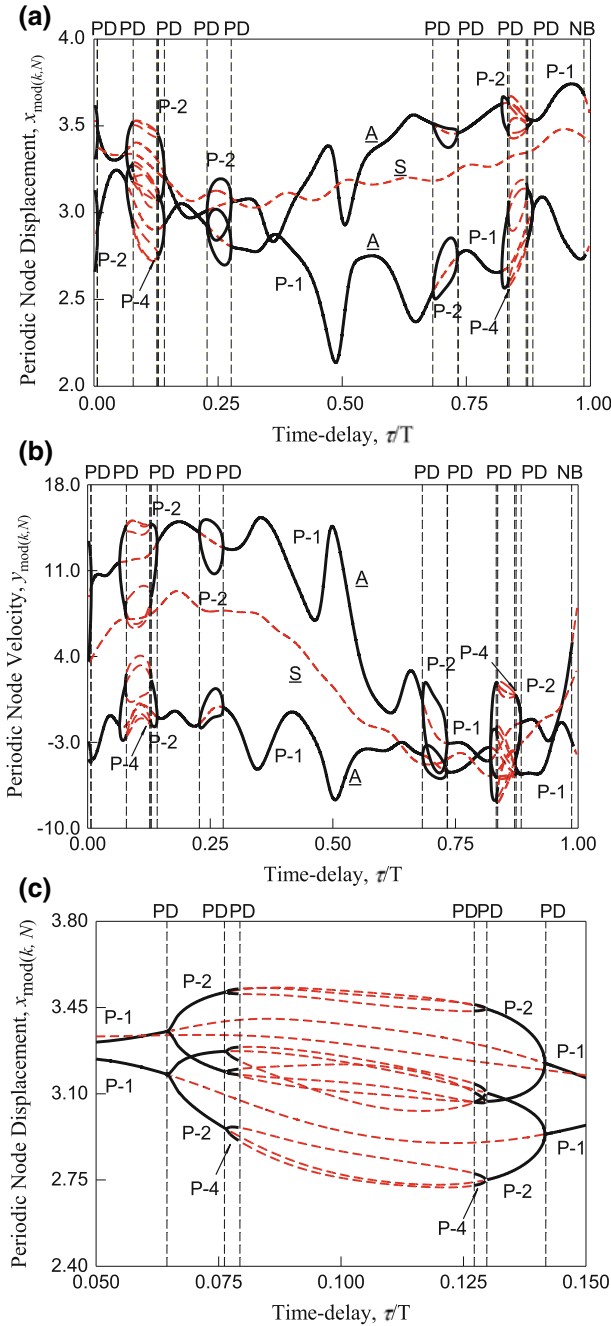 (a)
PD PD PD PD PD PD PD PD PD NB
4.0
3.5
3.0
2.5
2.0
Periodic Node Displacement, x_mod(k,N)
P-2
P-2
P-2
P-4
P-2
A
S
P-1
A
P-2
P-1
P-2
P-4
P-1
0.00 0.25 0.50 0.75 1.00
Time-delay, τ/T
(b)
PD PD PD PD PD PD PD PD NB
18.0
11.0
4.0
-3.0
-10.0
Periodic Node Velocity, y_mod(k,N)
P-2
P-2
P-4
P-2
P-1
A
S
P-1
A
P-2
P-1
P-4
P-2
P-1
0.00 0.25 0.50 0.75 1.00
Time-delay, τ/T
(c)
PD PD PD PD PD PD
3.80
3.45
3.10
2.75
2.40
Periodic Node Displacement, x_mod(k, N)
P-1
P-1
P-2
P-2
P-4
P-2
P-1
P-1
P-2
P-4
0.050 0.075 0.100 0.125 0.150
Time-delay, τ/T